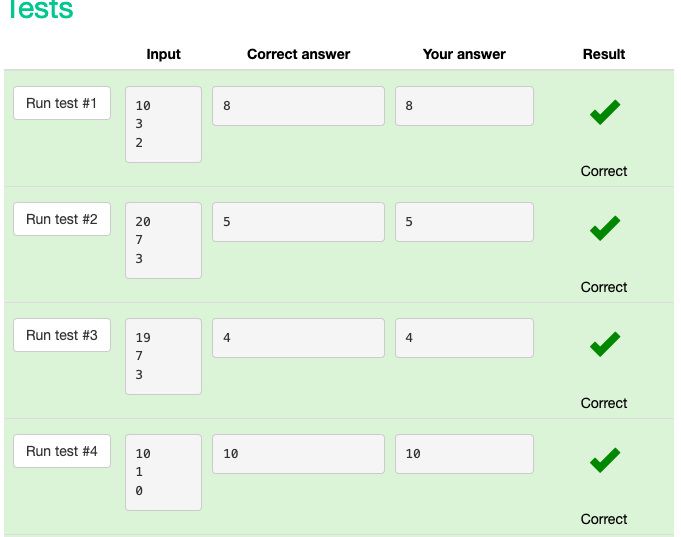 Tests
Input Correct answer Your answer Result
Run test #1
10
3
2
8
8
Correct
Run test #2
20
7
3
5
5
Correct
Run test #3
19
7
3
4
4
Correct
Run test #4
10
1
0
10
10
Correct